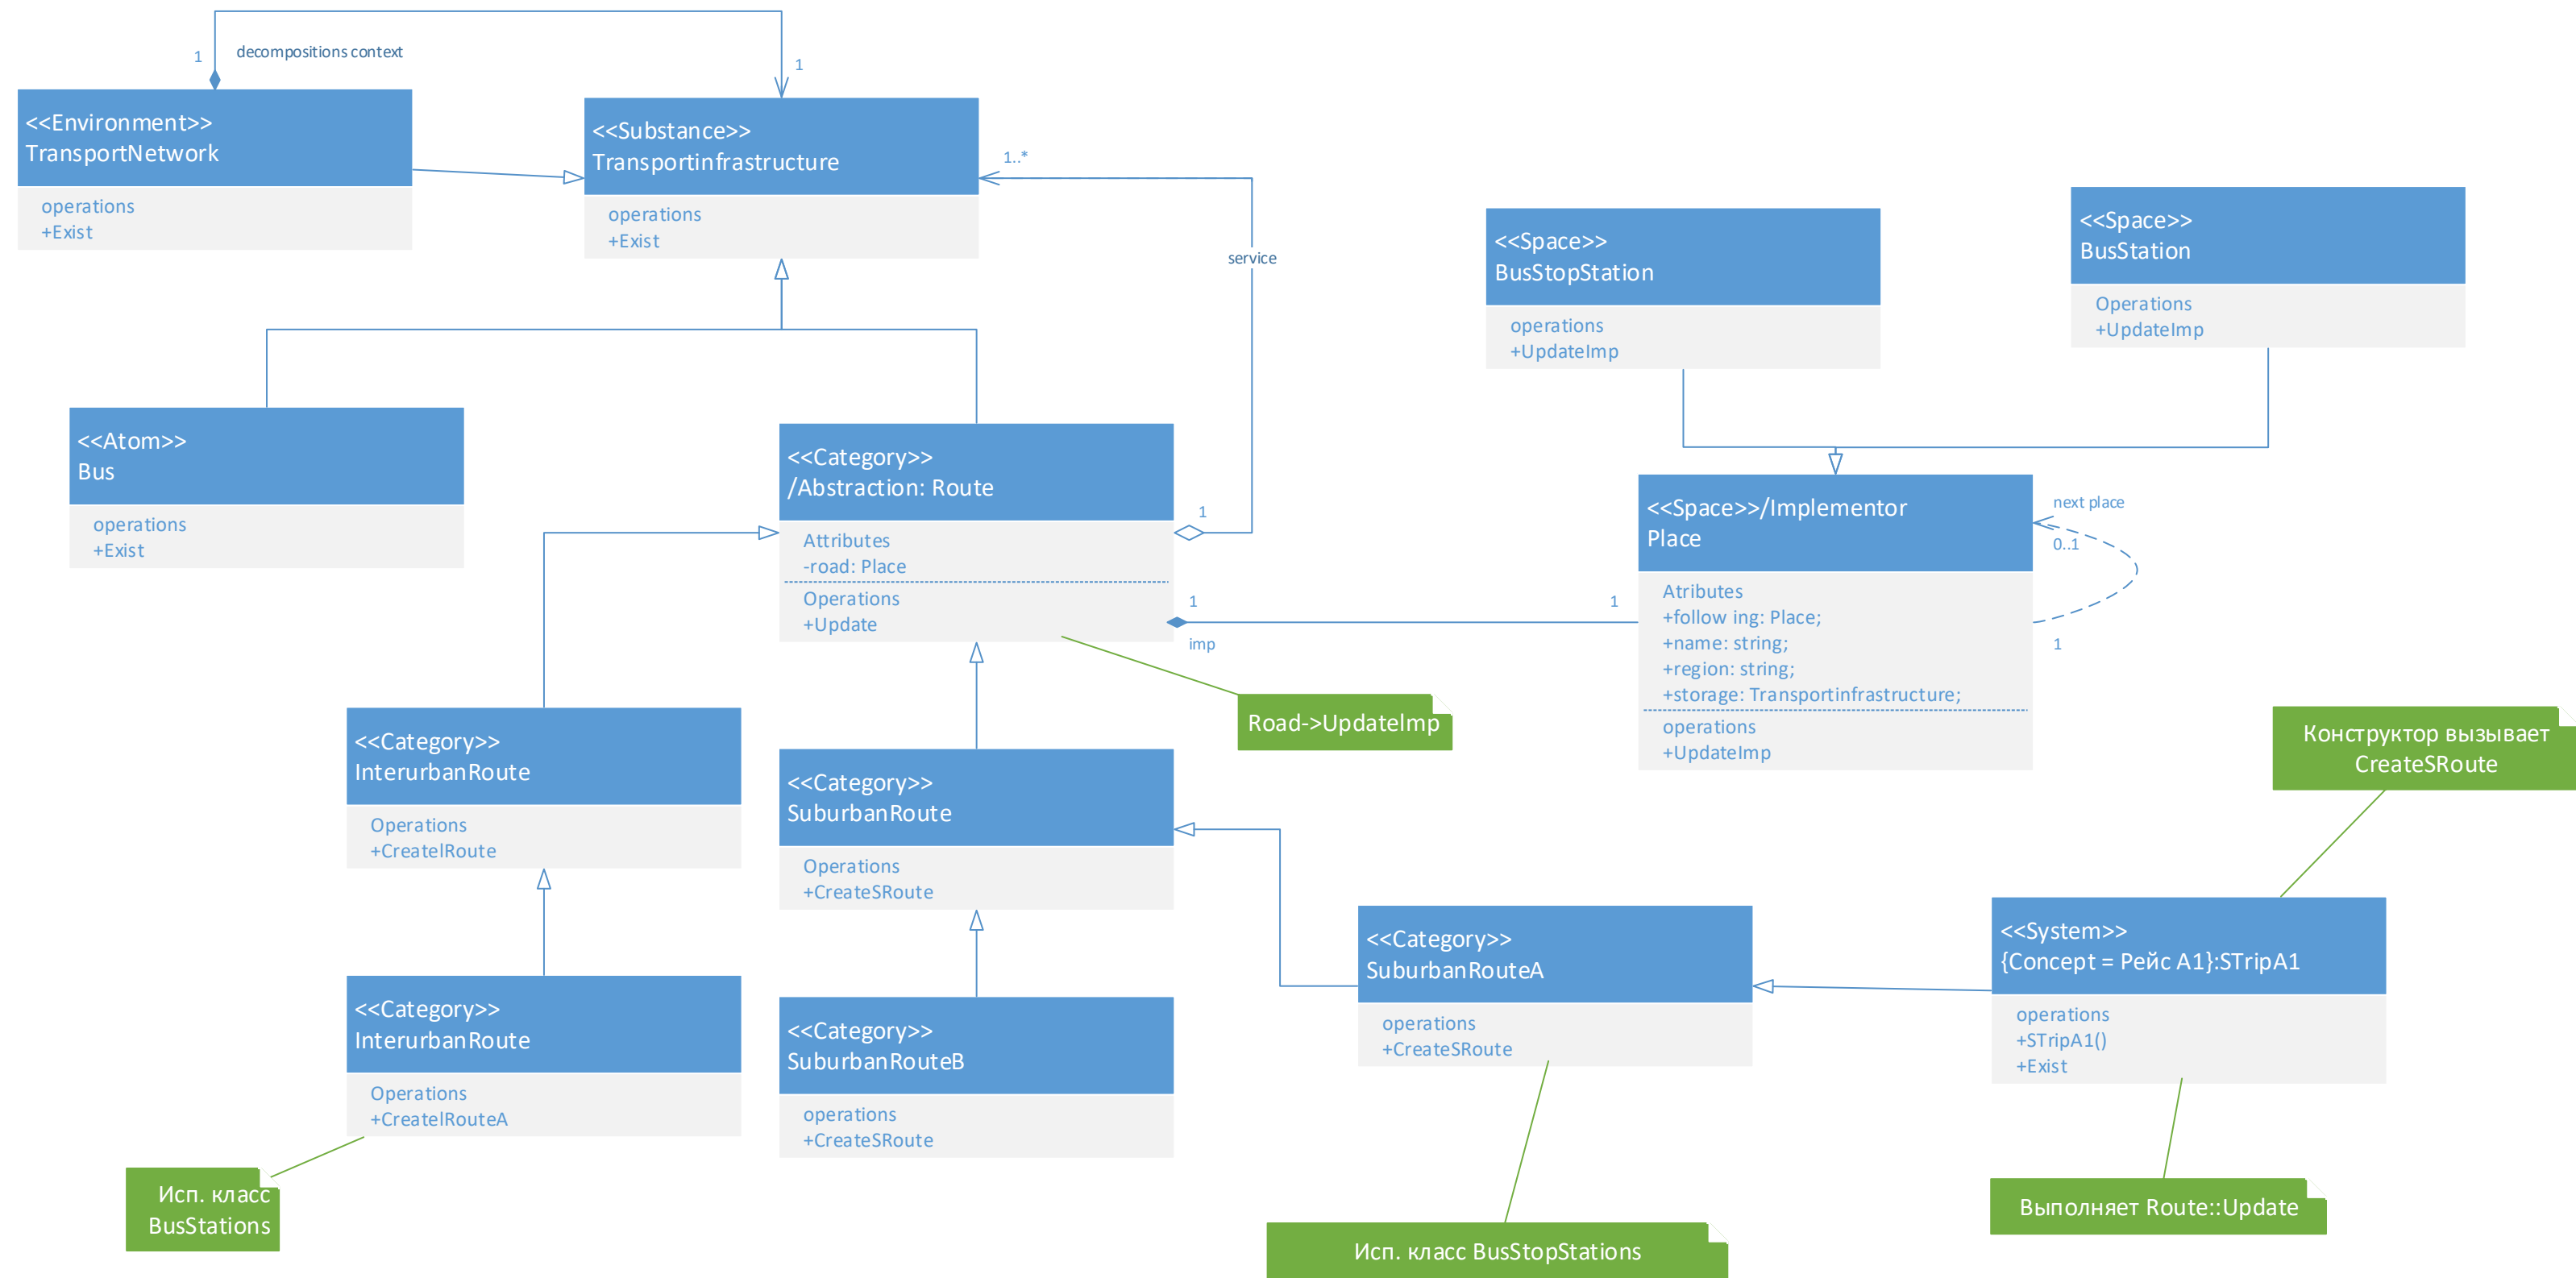 1
decompositions context
1
<<Environment>>
TransportNetwork
operations
+Exist
<<Substance>>
Transportinfrastructure
operations
+Exist
1..*
service
<<Space>>
BusStopStation
operations
+UpdateImp
<<Space>>
BusStation
Operations
+UpdateImp
<<Atom>>
Bus
operations
+Exist
<<Category>>
/Abstraction: Route
Attributes
-road: Place
Operations
+Update
1
1
imp
1
<<Space>>/Implementor
Place
Atributes
+follow ing: Place;
+name: string;
+region: string;
+storage: Transportinfrastructure;
operations
+UpdateImp
next place
0..1
1
Road->UpdateImp
Конструктор вызывает
CreateSRoute
<<Category>>
InterurbanRoute
Operations
+CreateIRoute
<<Category>>
SuburbanRoute
Operations
+CreateSRoute
<<Category>>
SuburbanRouteA
operations
+CreateSRoute
<<System>>
{Concept = Рейс А1}:STripA1
operations
+STripA1()
+Exist
<<Category>>
InterurbanRoute
Operations
+CreateIRouteA
<<Category>>
SuburbanRouteB
operations
+CreateSRoute
Исп. класс
BusStations
Исп. класс BusStopStations
Выполняет Route::Update